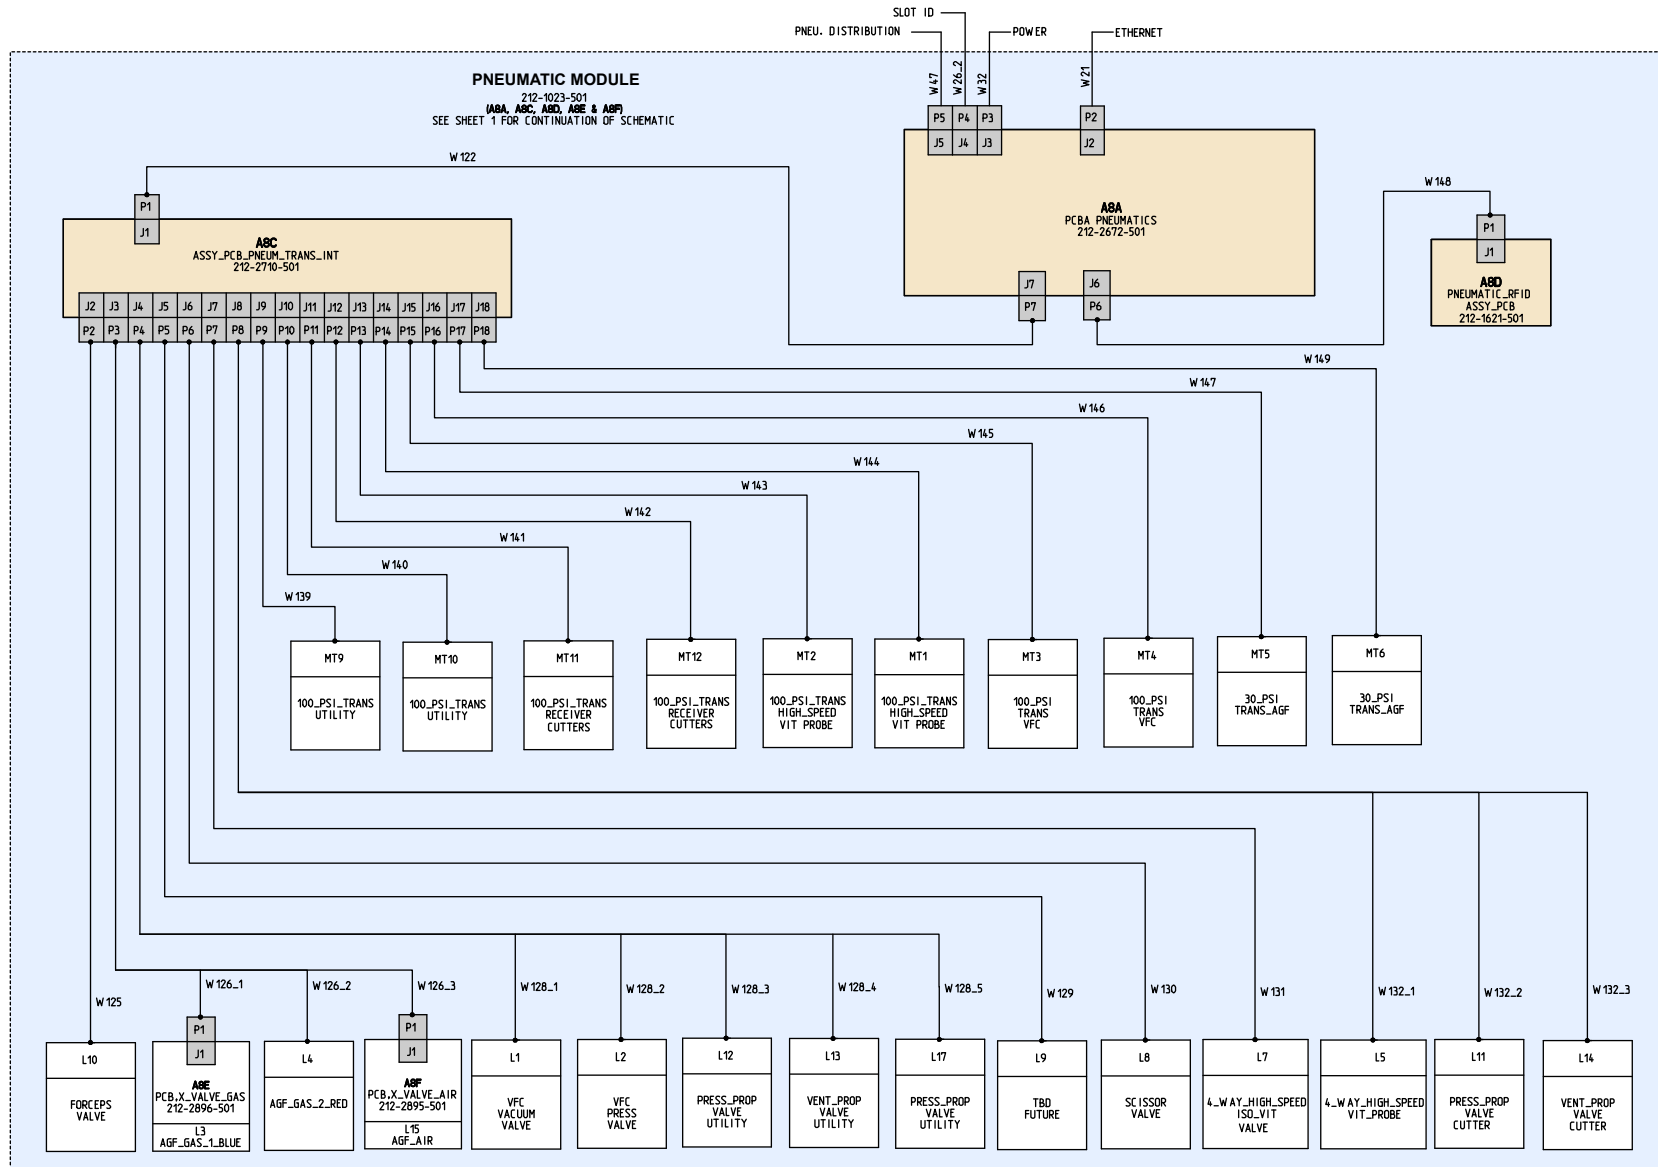 SLOT ID
PNEU. DISTRIBUTION
POWER
ETHERNET
W47
W26_2
W32
W21
PNEUMATIC MODULE
212-1023-501
(A8A, A8C, A8D, A8E & A8F)
SEE SHEET 1 FOR CONTINUATION OF SCHEMATIC
P5 P4 P3 P2
J5 J4 J3 J2
W122
W148
P1
J1
A8C
ASSY_PCB_PNEUM_TRANS_INT
212-2710-501
A8A
PCBA PNEUMATICS
212-2672-501
P1
J1
A8D
PNEUMATIC_RFID
ASSY_PCB
212-1621-501
J7 J6
P7 P6
J2 J3 J4 J5 J6 J7 J8 J9 J10 J11 J12 J13 J14 J15 J16 J17 J18
P2 P3 P4 P5 P6 P7 P8 P9 P10 P11 P12 P13 P14 P15 P16 P17 P18
W149
W147
W146
W145
W144
W143
W142
W141
W140
W139
MT9
100_PSI_TRANS
UTILITY
MT10
100_PSI_TRANS
UTILITY
MT11
100_PSI_TRANS
RECEIVER
CUTTERS
MT12
100_PSI_TRANS
RECEIVER
CUTTERS
MT2
100_PSI_TRANS
HIGH_SPEED
VIT PROBE
MT1
100_PSI_TRANS
HIGH_SPEED
VIT PROBE
MT3
100_PSI
TRANS
VFC
MT4
100_PSI
TRANS
VFC
MT5
30_PSI
TRANS_AGF
MT6
30_PSI
TRANS_AGF
W125
W126_1
W126_2
W126_3
W128_1
W128_2
W128_3
W128_4
W128_5
W129
W130
W131
W132_1
W132_2
W132_3
L10
FORCEPS
VALVE
P1
J1
A8E
PCB,X_VALVE_GAS
212-2896-501
L3
AGF_GAS_1_BLUE
L4
AGF_GAS_2_RED
P1
J1
A8F
PCB,X_VALVE_AIR
212-2895-501
L15
AGF_AIR
L1
VFC
VACUUM
VALVE
L2
VFC
PRESS
VALVE
L12
PRESS_PROP
VALVE
UTILITY
L13
VENT_PROP
VALVE
UTILITY
L17
PRESS_PROP
VALVE
UTILITY
L9
TBD
FUTURE
L8
SCISSOR
VALVE
L7
4_WAY_HIGH_SPEED
ISO_VIT
VALVE
L5
4_WAY_HIGH_SPEED
VIT_PROBE
L11
PRESS_PROP
VALVE
CUTTER
L14
VENT_PROP
VALVE
CUTTER